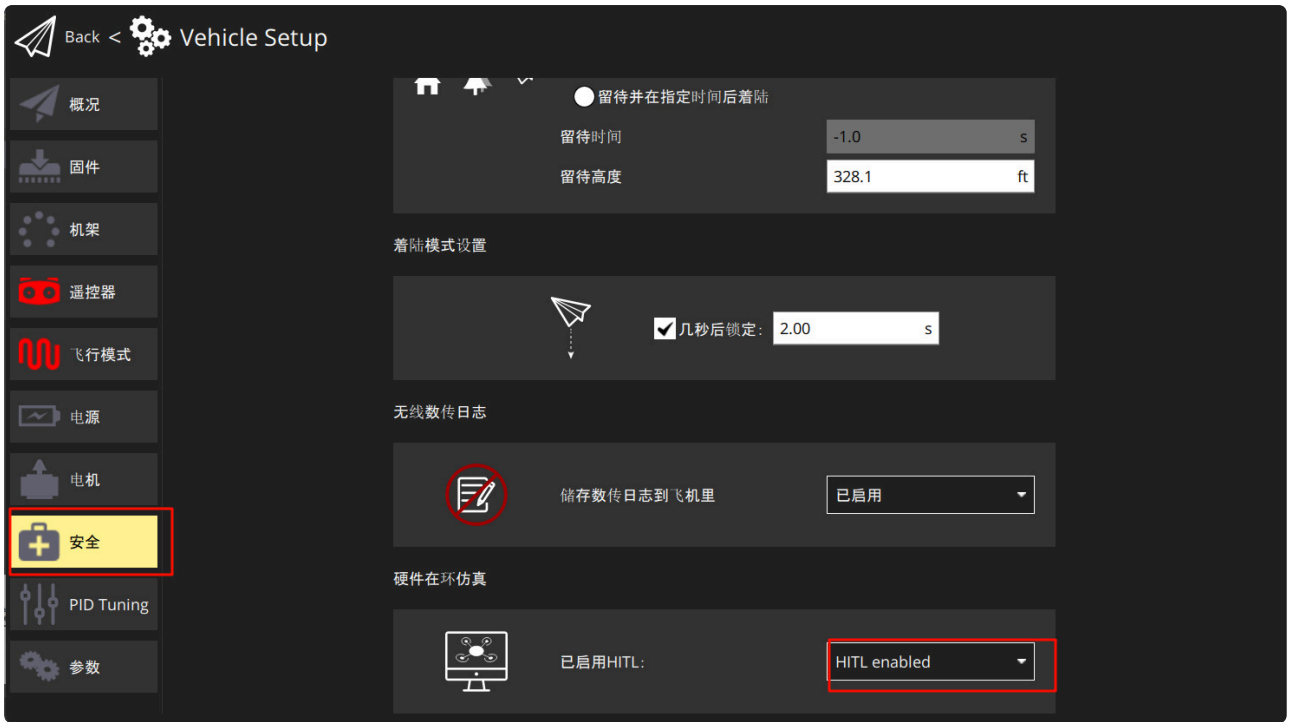 Back < Vehicle Setup
概况
固件
机架
遥控器
飞行模式
电源
电机
安全
PID Tuning
参数
留待并在指定时间后着陆
留待时间 -1.0 s
留待高度 328.1 ft
着陆模式设置
几秒后锁定: 2.00 s
无线数传日志
储存数传日志到飞机里 已启用
硬件在环仿真
已启用HITL: HITL enabled